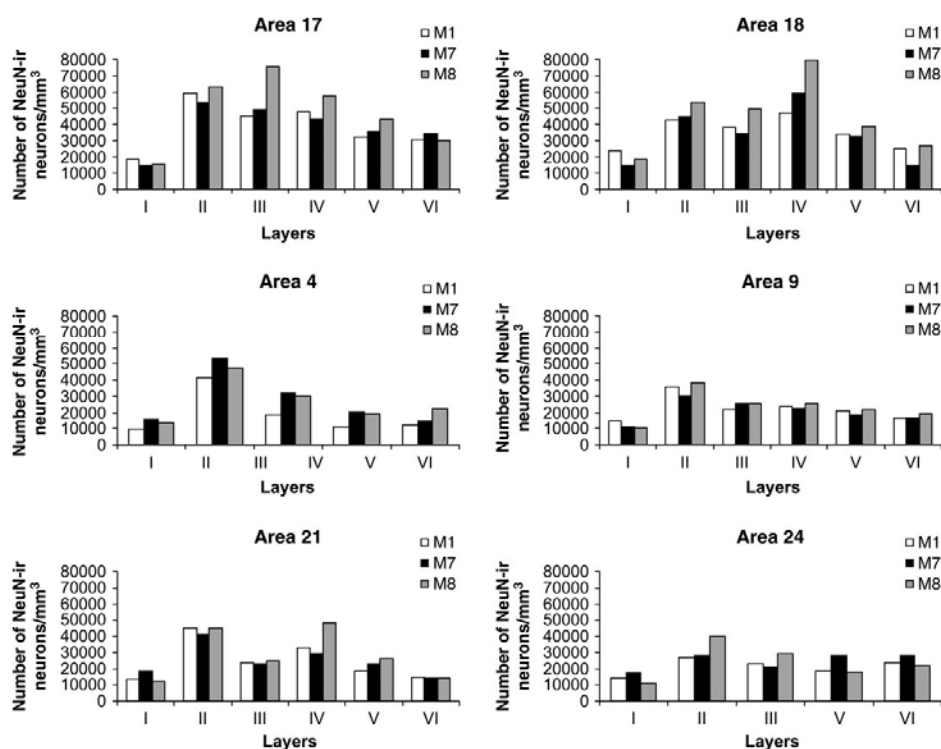 Area 17
Number of NeuN-ir
neurons/mm³
80000
70000
60000
50000
40000
30000
20000
10000
0
I II III IV V VI
Layers
M1
M7
M8
Area 18
Number of NeuN-ir
neurons/mm³
80000
70000
60000
50000
40000
30000
20000
10000
0
I II III IV V VI
Layers
M1
M7
M8
Area 4
Number of NeuN-ir
neurons/mm³
80000
70000
60000
50000
40000
30000
20000
10000
0
I II III IV V VI
Layers
M1
M7
M8
Area 9
Number of NeuN-ir
neurons/mm³
80000
70000
60000
50000
40000
30000
20000
10000
0
I II III IV V VI
Layers
M1
M7
M8
Area 21
Number of NeuN-ir
neurons/mm³
80000
70000
60000
50000
40000
30000
20000
10000
0
I II III IV V VI
Layers
M1
M7
M8
Area 24
Number of NeuN-ir
neurons/mm³
80000
70000
60000
50000
40000
30000
20000
10000
0
I II III V VI
Layers
M1
M7
M8